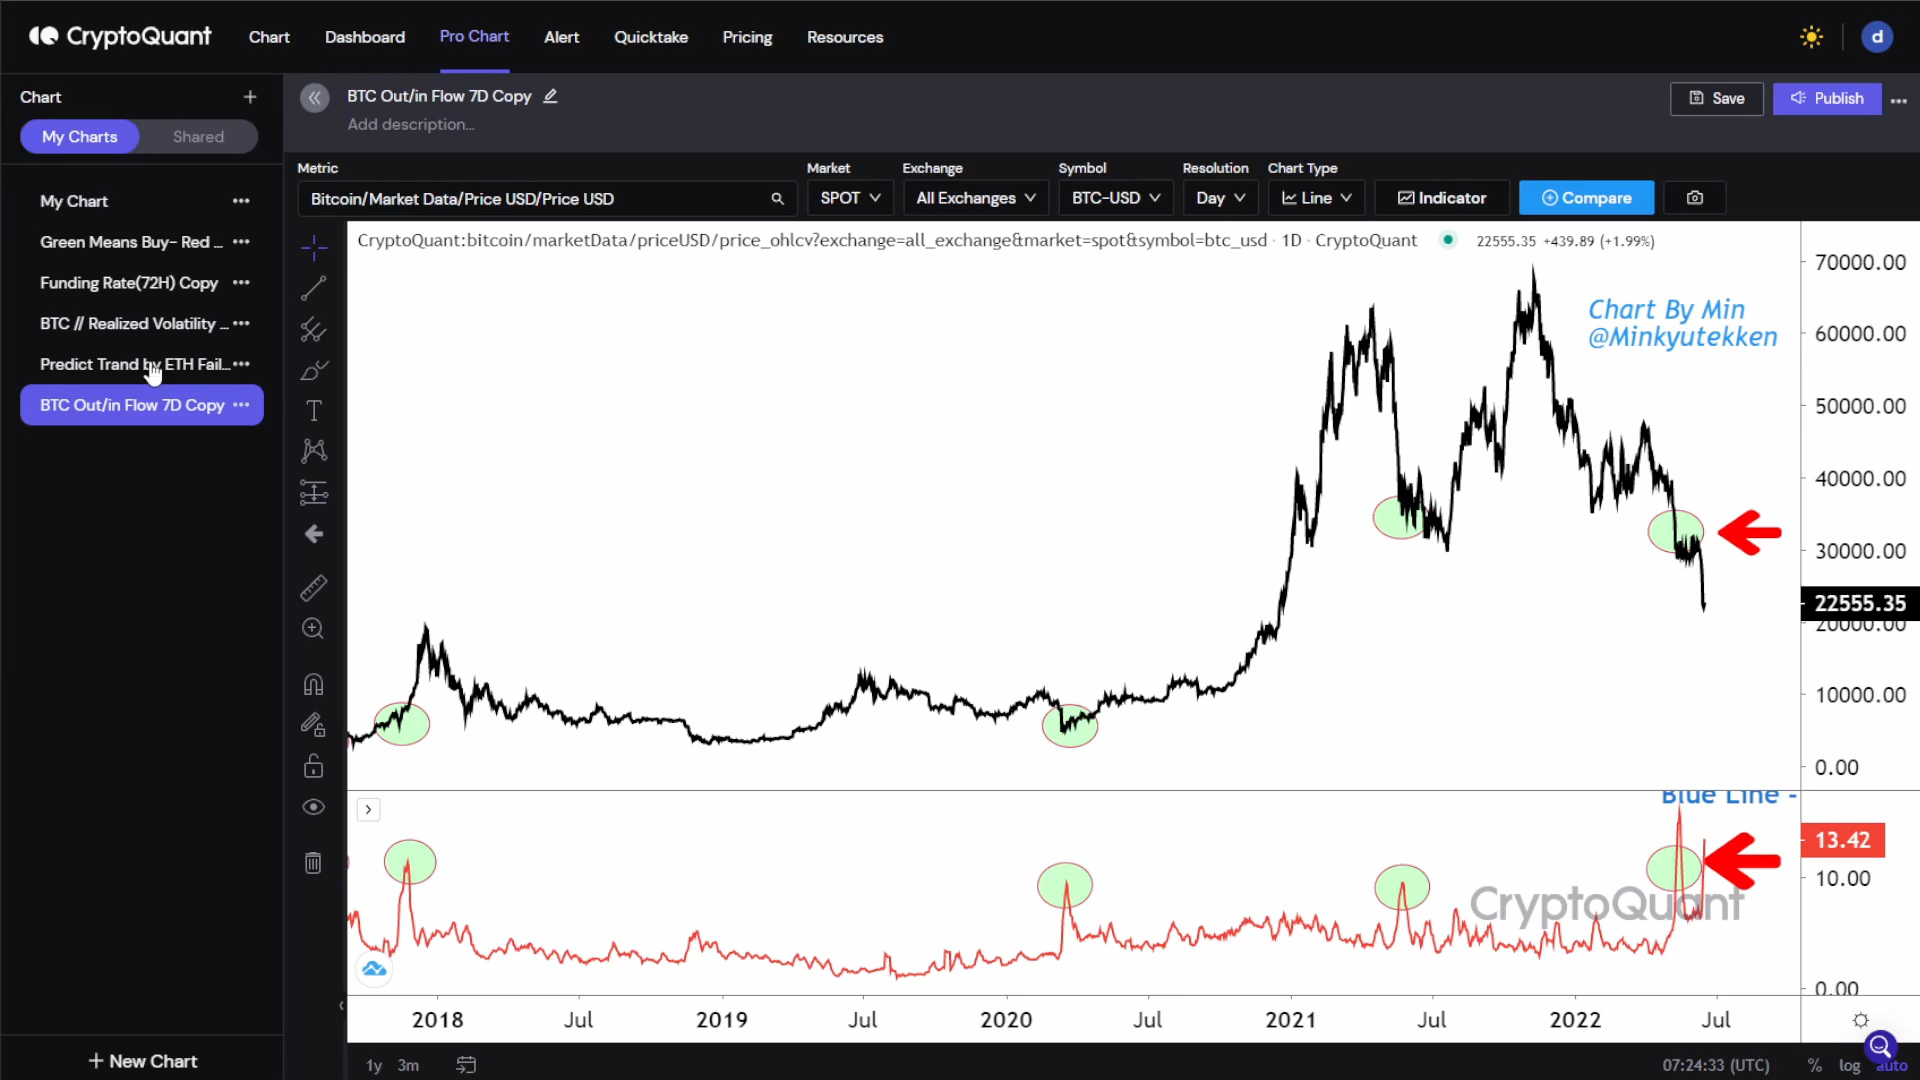 CryptoQuant
Chart
Dashboard
Pro Chart
Alert
Quicktake
Pricing
Resources
d
Chart
My Charts
Shared
My Chart
Green Means Buy- Red ...
Funding Rate(72H) Copy
BTC // Realized Volatility ...
Predict Trand by ETH Fail...
BTC Out/in Flow 7D Copy
+ New Chart
BTC Out/in Flow 7D Copy
Add description...
Save
Publish
Metric
Market
Exchange
Symbol
Resolution
Chart Type
Bitcoin/Market Data/Price USD/Price USD
SPOT
All Exchanges
BTC-USD
Day
Line
Indicator
Compare
CryptoQuant:bitcoin/marketData/priceUSD/price_ohlcv?exchange=all_exchange&market=spot&symbol=btc_usd · 1D · CryptoQuant
22555.35 +439.89 (+1.99%)
Chart By Min
@Minkyutekken
70000.00
60000.00
50000.00
40000.00
30000.00
22555.35
20000.00
10000.00
0.00
Blue Line -
13.42
10.00
0.00
CryptoQuant
2018
Jul
2019
Jul
2020
Jul
2021
Jul
2022
Jul
1y
3m
07:24:33 (UTC)
%
log
auto